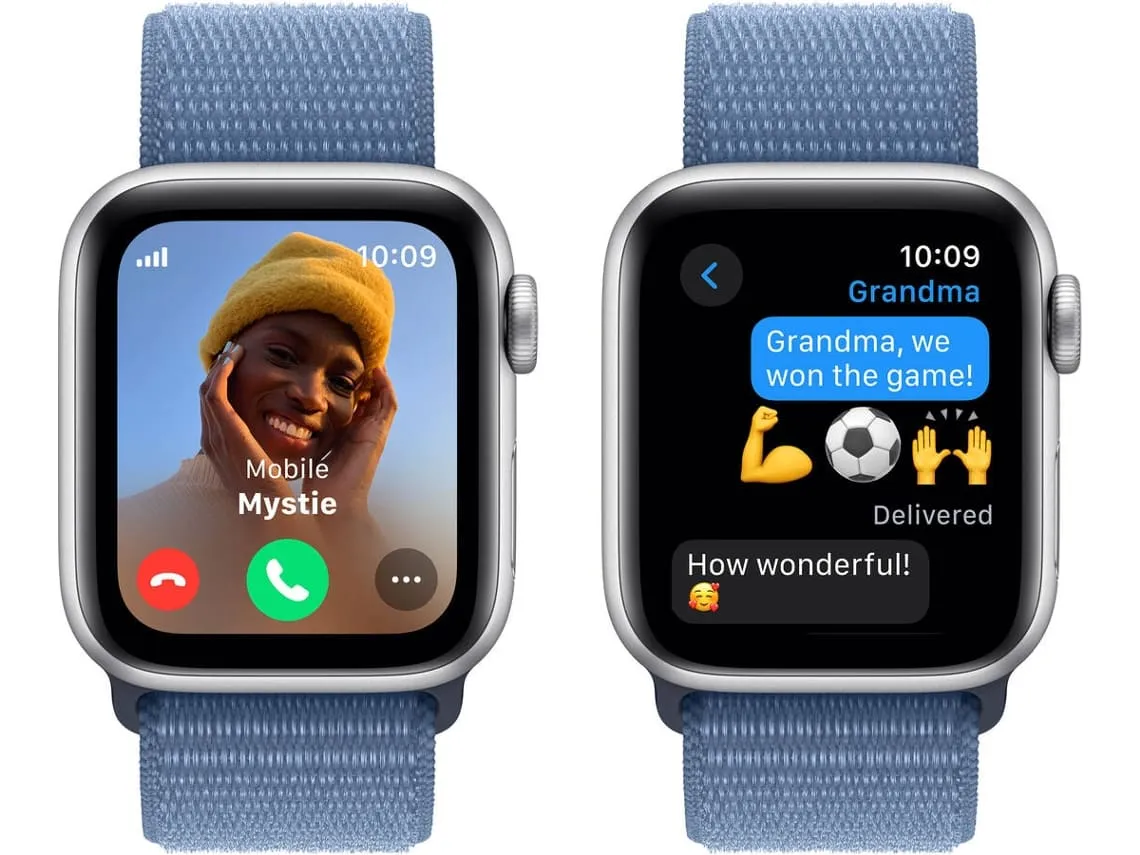 10:09
Mobile
Mystie
10:09
Grandma
Grandma, we
won the game!
Delivered
How wonderful!